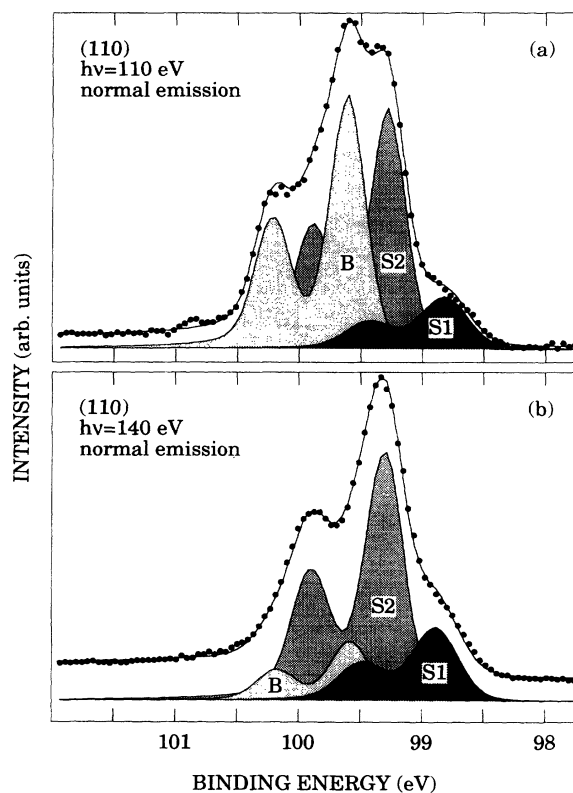 (110)
hν=110 eV
normal emission
(a)
B
S2
S1
(110)
hν=140 eV
normal emission
(b)
S2
B
S1
INTENSITY (arb. units)
101
100
99
98
BINDING ENERGY (eV)